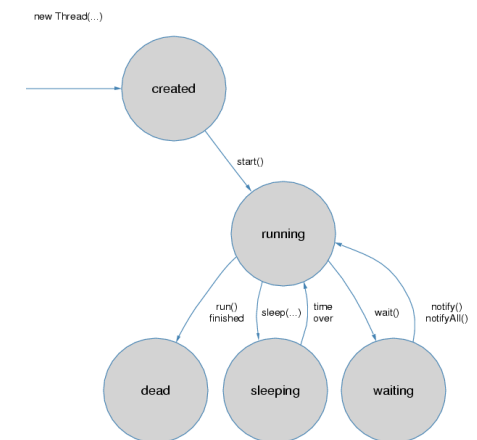 new Thread(...)
created
start()
running
run()
finished
sleep(...)
time
over
wait()
notify()
notifyAll()
dead
sleeping
waiting